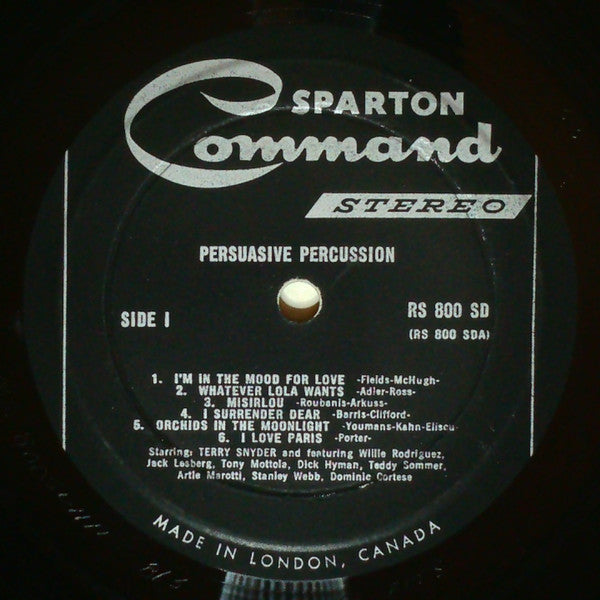 SPARTON
Command
STEREO
PERSUASIVE PERCUSSION
SIDE I
RS 800 SD
(RS 800 SDA)
1. I'M IN THE MOOD FOR LOVE -Fields-McHugh-
2. WHATEVER LOLA WANTS -Adler-Ross-
3. MISIRLOU -Roubanis-Arkuss-
4. I SURRENDER DEAR -Barris-Clifford-
5. ORCHIDS IN THE MOONLIGHT -Youmans-Kahn-Eliscu-
6. I LOVE PARIS -Porter-
Starring: TERRY SNYDER and featuring Willie Rodriguez,
Jack Lesberg, Tony Mottola, Dick Hyman, Teddy Sommer,
Artie Marotti, Stanley Webb, Dominic Cortese
MADE IN LONDON, CANADA